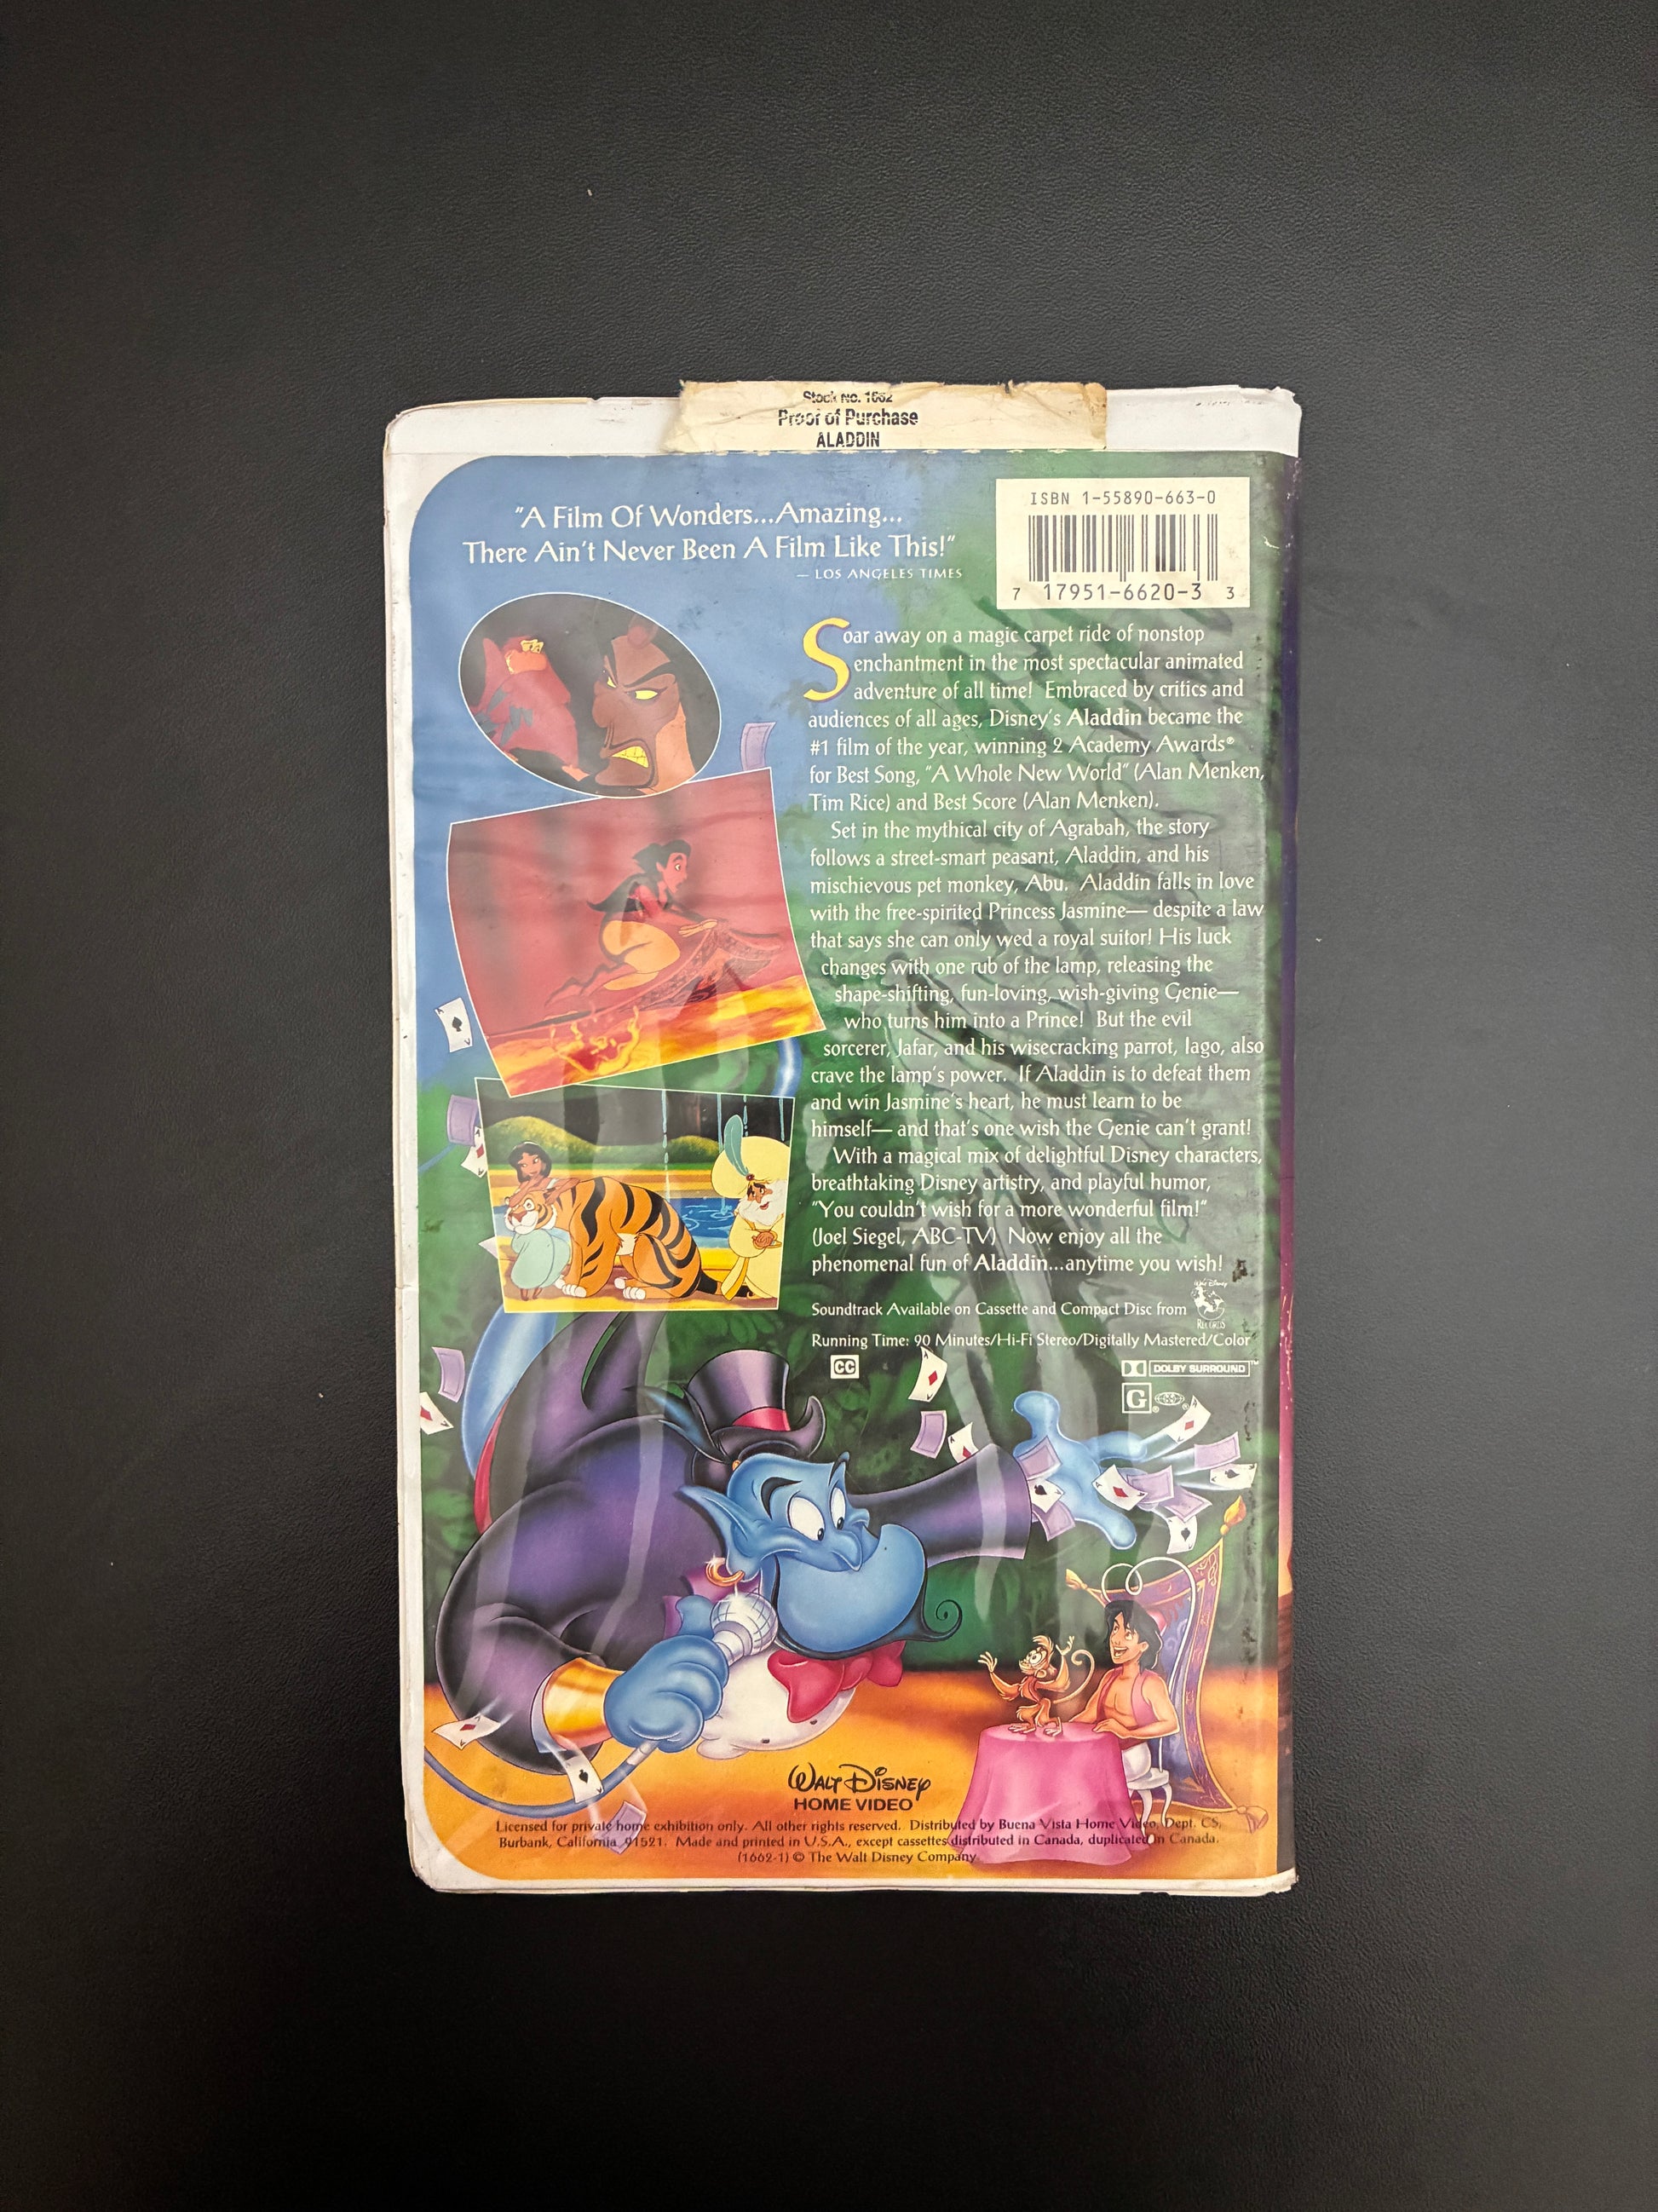 Stock No. 1662
Proof of Purchase
ALADDIN
"A Film Of Wonders...Amazing...
There Ain't Never Been A Film Like This!"
— LOS ANGELES TIMES
ISBN 1-55890-663-0
7 17951-6620-3 3
Soar away on a magic carpet ride of nonstop
enchantment in the most spectacular animated
adventure of all time! Embraced by critics and
audiences of all ages, Disney's Aladdin became the
#1 film of the year, winning 2 Academy Awards®
for Best Song, "A Whole New World" (Alan Menken,
Tim Rice) and Best Score (Alan Menken).
Set in the mythical city of Agrabah, the story
follows a street-smart peasant, Aladdin, and his
mischievous pet monkey, Abu. Aladdin falls in love
with the free-spirited Princess Jasmine— despite a law
that says she can only wed a royal suitor! His luck
changes with one rub of the lamp, releasing the
shape-shifting, fun-loving, wish-giving Genie—
who turns him into a Prince! But the evil
sorcerer, Jafar, and his wisecracking parrot, Iago, also
crave the lamp's power. If Aladdin is to defeat them
and win Jasmine's heart, he must learn to be
himself— and that's one wish the Genie can't grant!
With a magical mix of delightful Disney characters,
breathtaking Disney artistry, and playful humor,
"You couldn't wish for a more wonderful film!"
(Joel Siegel, ABC-TV) Now enjoy all the
phenomenal fun of Aladdin...anytime you wish!
Walt Disney
Soundtrack Available on Cassette and Compact Disc from
RECORDS
Running Time: 90 Minutes/Hi-Fi Stereo/Digitally Mastered/Color
CC
DOLBY SURROUND™
G®
WALT DISNEY
HOME VIDEO
Licensed for private home exhibition only. All other rights reserved. Distributed by Buena Vista Home Video, Dept. CS,
Burbank, California 91521. Made and printed in U.S.A., except cassettes distributed in Canada, duplicated in Canada.
(1662-1) © The Walt Disney Company